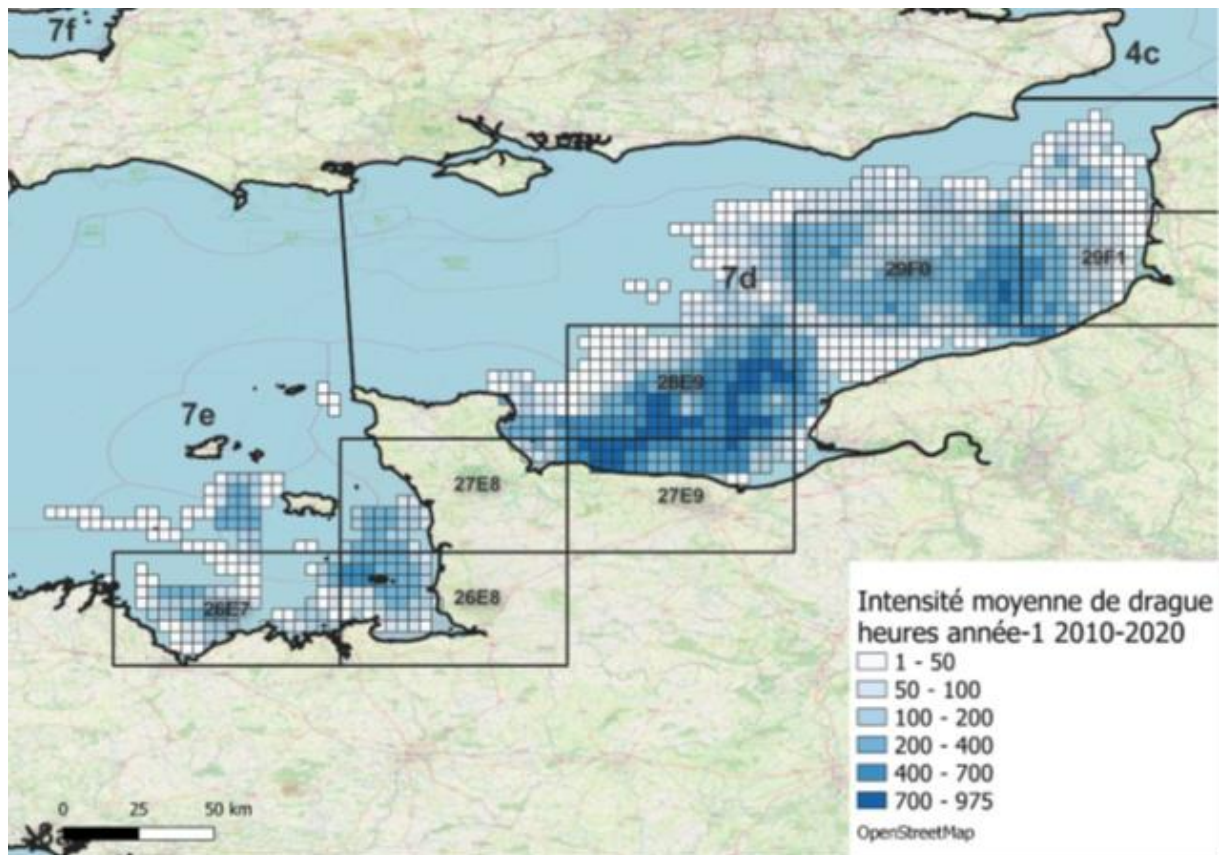 7f
4c
29F0
29F1
7d
28E9
7e
27E8
27E9
26E7
26E8
Intensité moyenne de drague
heures année-1 2010-2020
1 - 50
50 - 100
100 - 200
200 - 400
400 - 700
700 - 975
OpenStreetMap
0 25 50 km